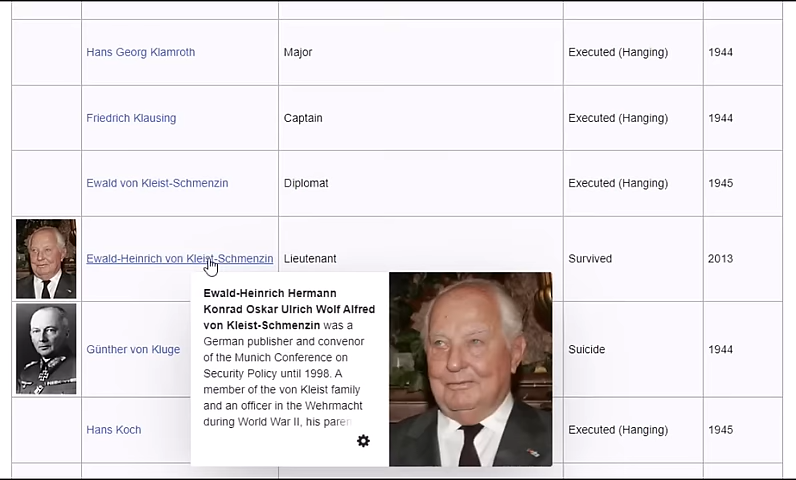 Hans Georg Klamroth Major Executed (Hanging) 1944
Friedrich Klausing Captain Executed (Hanging) 1944
Ewald von Kleist-Schmenzin Diplomat Executed (Hanging) 1945
Ewald-Heinrich von Kleist-Schmenzin Lieutenant Survived 2013
Ewald-Heinrich Hermann
Konrad Oskar Ulrich Wolf Alfred
von Kleist-Schmenzin was a
German publisher and convenor
of the Munich Conference on
Security Policy until 1998. A
member of the von Kleist family
and an officer in the Wehrmacht
during World War II, his paren
Günther von Kluge Suicide 1944
Hans Koch Executed (Hanging) 1945